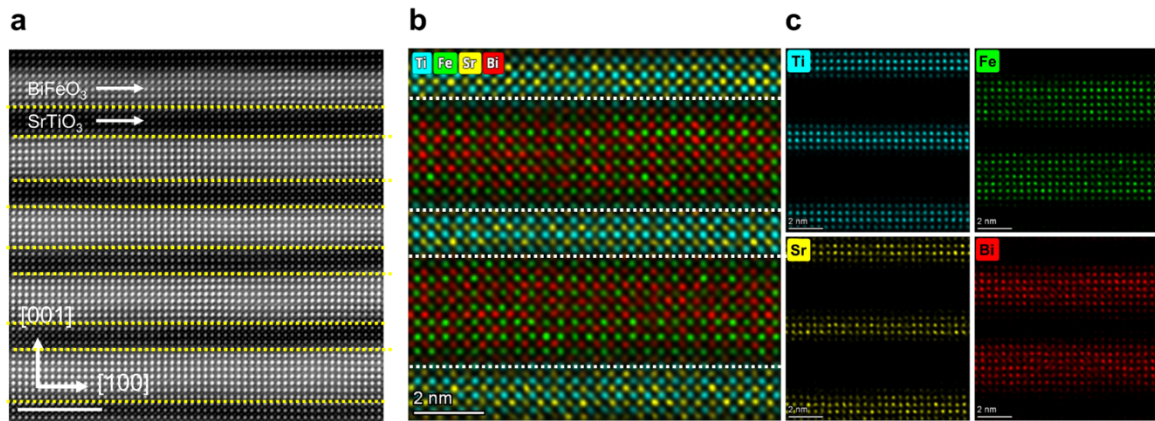 a
BiFeO₃
SrTiO₃
[001]
[100]
b
Ti Fe Sr Bi
2 nm
c
Ti
2 nm
Fe
2 nm
Sr
2 nm
Bi
2 nm